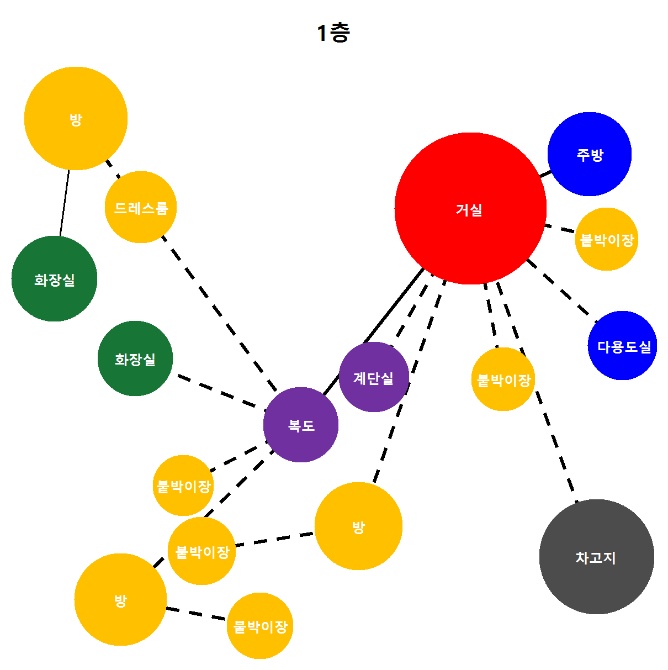 1층
방
주방
드레스룸
거실
붙박이장
화장실
다용도실
화장실
계단실
붙박이장
복도
붙박이장
방
붙박이장
차고지
방
붙박이장